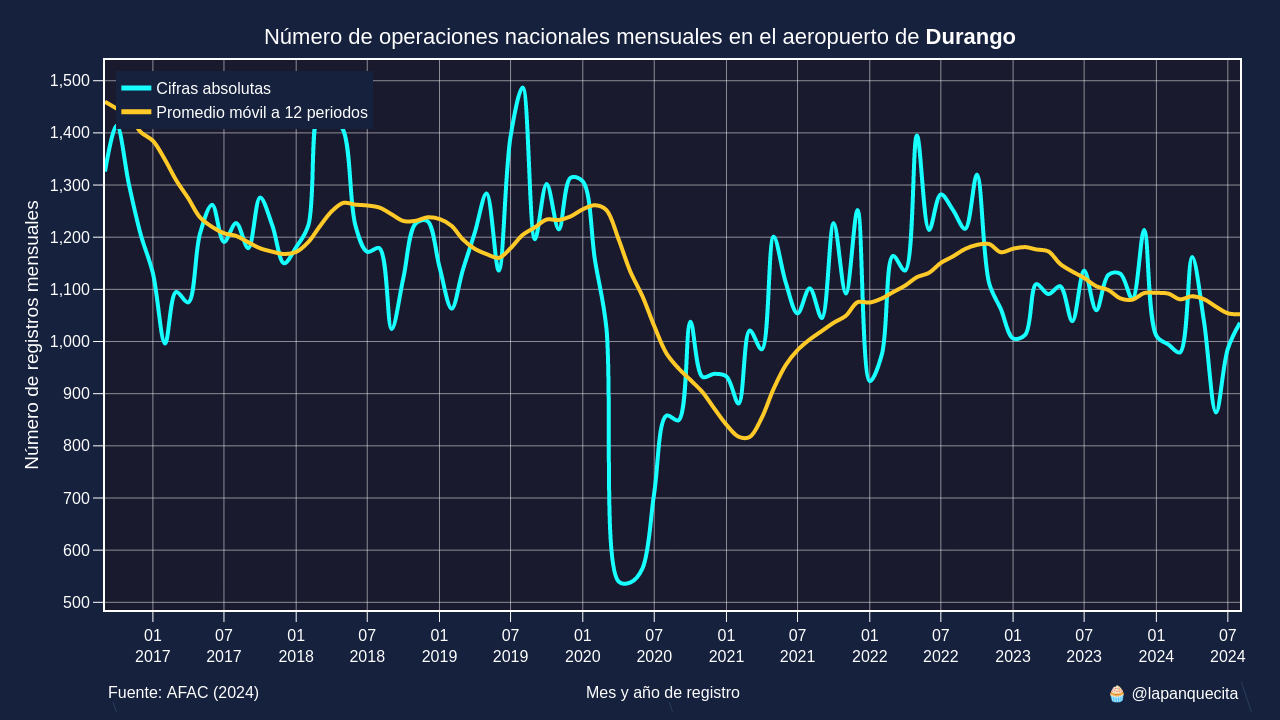 Número de operaciones nacionales mensuales en el aeropuerto de Durango
Cifras absolutas
Promedio móvil a 12 periodos
Número de registros mensuales
1,500
1,400
1,300
1,200
1,100
1,000
900
800
700
600
500
01 07 01 07 01 07 01 07 01 07 01 07 01 07 01 07
2017 2017 2018 2018 2019 2019 2020 2020 2021 2021 2022 2022 2023 2023 2024 2024
Fuente: AFAC (2024) Mes y año de registro 🧁 @lapanquecita